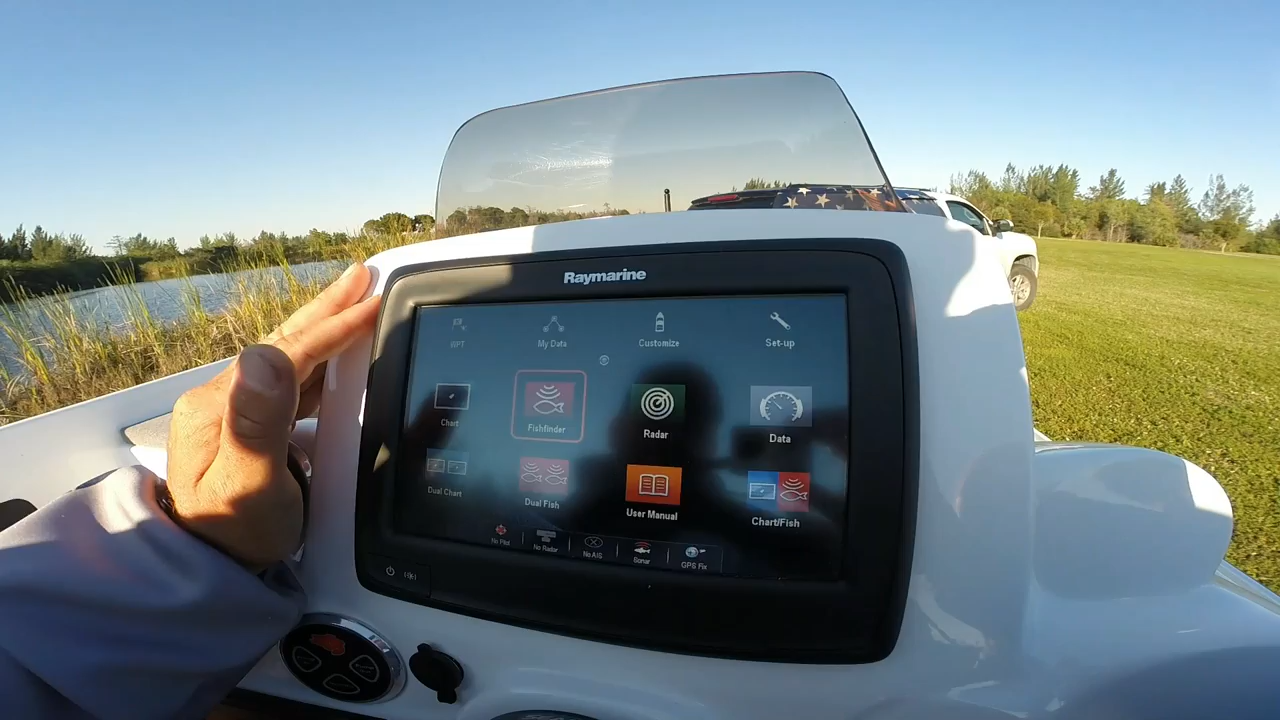 Raymarine
WPT
My Data
Customize
Set-up
Chart
Fishfinder
Radar
Data
Dual Chart
Dual Fish
User Manual
Chart/Fish
No Pilot
No Radar
No AIS
Sonar
GPS Fix